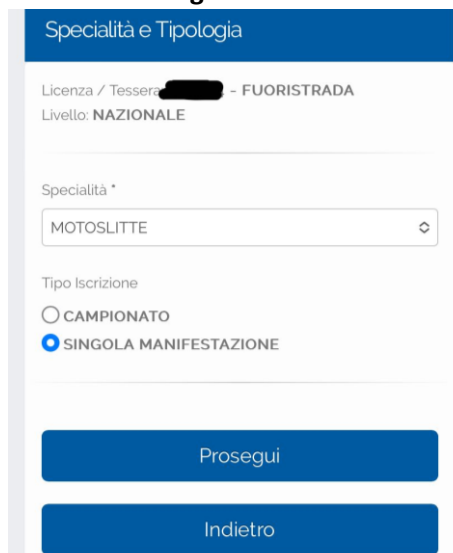 Specialità e Tipologia
Licenza / Tessera - FUORISTRADA
Livello: NAZIONALE
Specialità *
MOTOSLITTE
Tipo Iscrizione
CAMPIONATO
SINGOLA MANIFESTAZIONE
Prosegui
Indietro